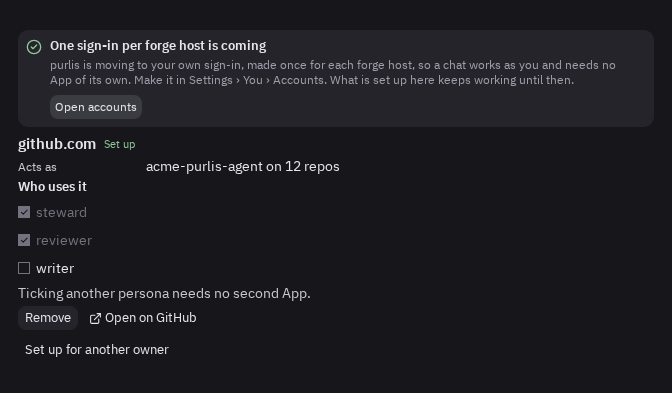 One sign-in per forge host is coming
purlis is moving to your own sign-in, made once for each forge host, so a chat works as you and needs no
App of its own. Make it in Settings › You › Accounts. What is set up here keeps working until then.
Open accounts
github.com Set up
Acts as acme-purlis-agent on 12 repos
Who uses it
steward
reviewer
writer
Ticking another persona needs no second App.
Remove Open on GitHub
Set up for another owner